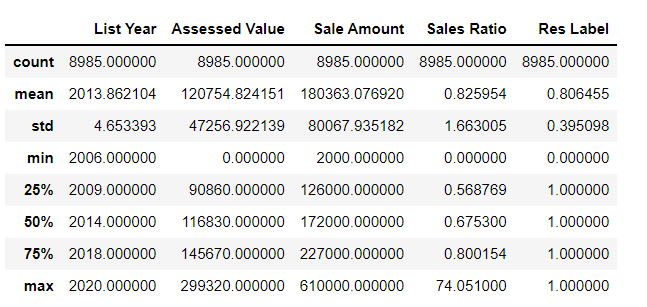 List Year Assessed Value Sale Amount Sales Ratio Res Label
count 8985.000000 8985.000000 8985.000000 8985.000000 8985.000000
mean 2013.862104 120754.824151 180363.076920 0.825954 0.806455
std 4.653393 47256.922139 80067.935182 1.663005 0.395098
min 2006.000000 0.000000 2000.000000 0.000000 0.000000
25% 2009.000000 90860.000000 126000.000000 0.568769 1.000000
50% 2014.000000 116830.000000 172000.000000 0.675300 1.000000
75% 2018.000000 145670.000000 227000.000000 0.800154 1.000000
max 2020.000000 299320.000000 610000.000000 74.051000 1.000000